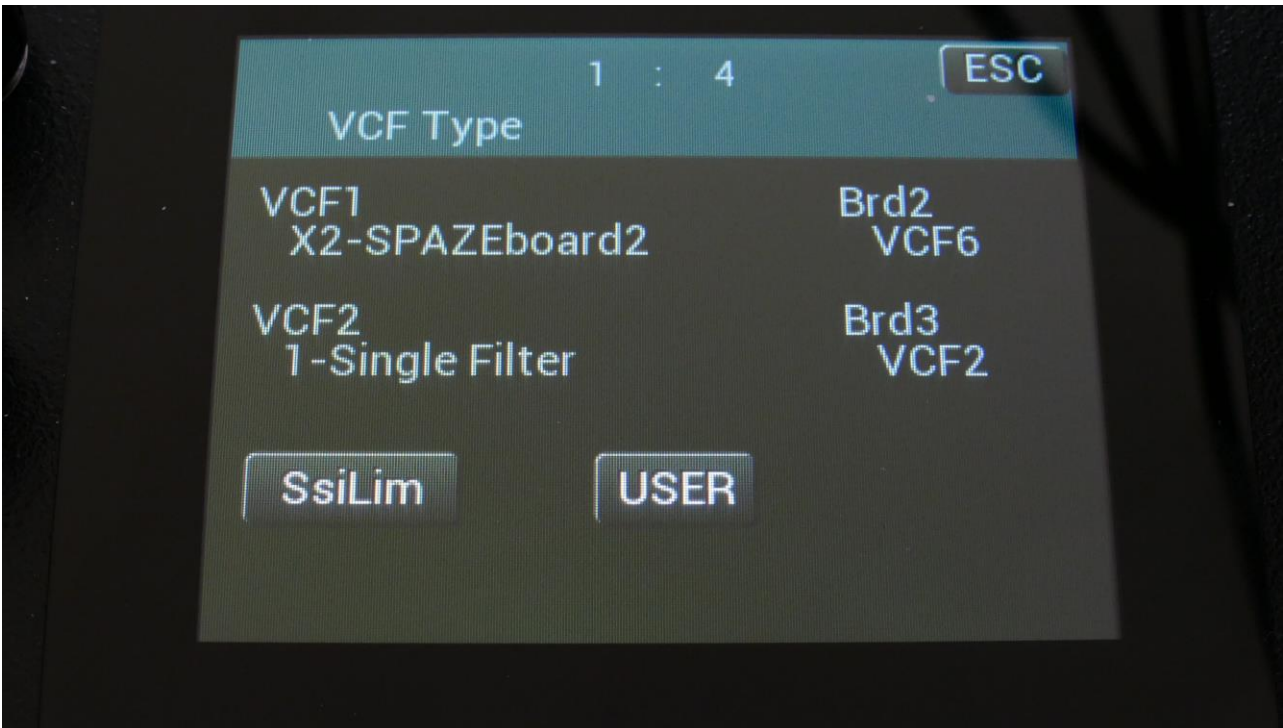 1 : 4 ESC
VCF Type
VCF1 Brd2
X2-SPAZEboard2 VCF6
VCF2 Brd3
1-Single Filter VCF2
SsiLim USER